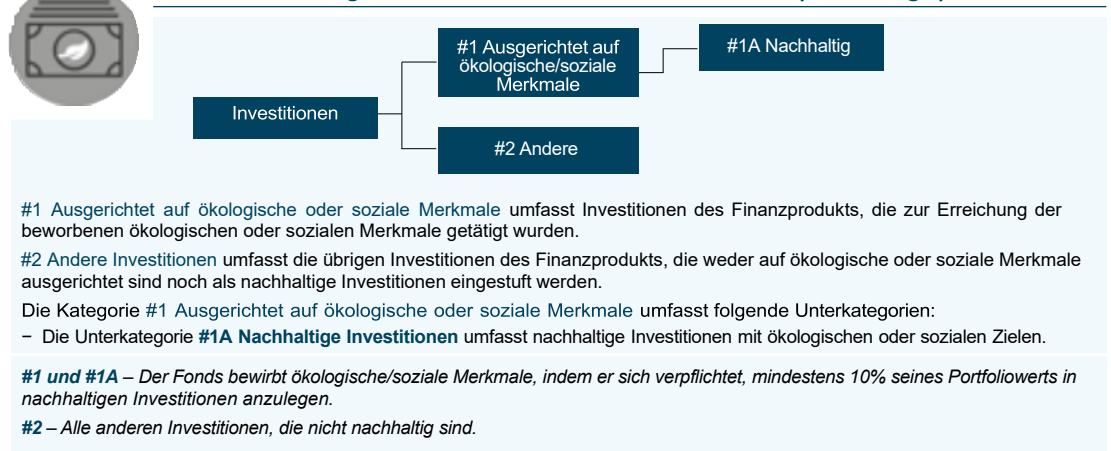 #1 Ausgerichtet auf
ökologische/soziale
Merkmale
#1A Nachhaltig
Investitionen
#2 Andere
#1 Ausgerichtet auf ökologische oder soziale Merkmale umfasst Investitionen des Finanzprodukts, die zur Erreichung der
beworbenen ökologischen oder sozialen Merkmale getätigt wurden.
#2 Andere Investitionen umfasst die übrigen Investitionen des Finanzprodukts, die weder auf ökologische oder soziale Merkmale
ausgerichtet sind noch als nachhaltige Investitionen eingestuft werden.
Die Kategorie #1 Ausgerichtet auf ökologische oder soziale Merkmale umfasst folgende Unterkategorien:
− Die Unterkategorie #1A Nachhaltige Investitionen umfasst nachhaltige Investitionen mit ökologischen oder sozialen Zielen.
#1 und #1A – Der Fonds bewirbt ökologische/soziale Merkmale, indem er sich verpflichtet, mindestens 10% seines Portfoliowerts in
nachhaltigen Investitionen anzulegen.
#2 – Alle anderen Investitionen, die nicht nachhaltig sind.